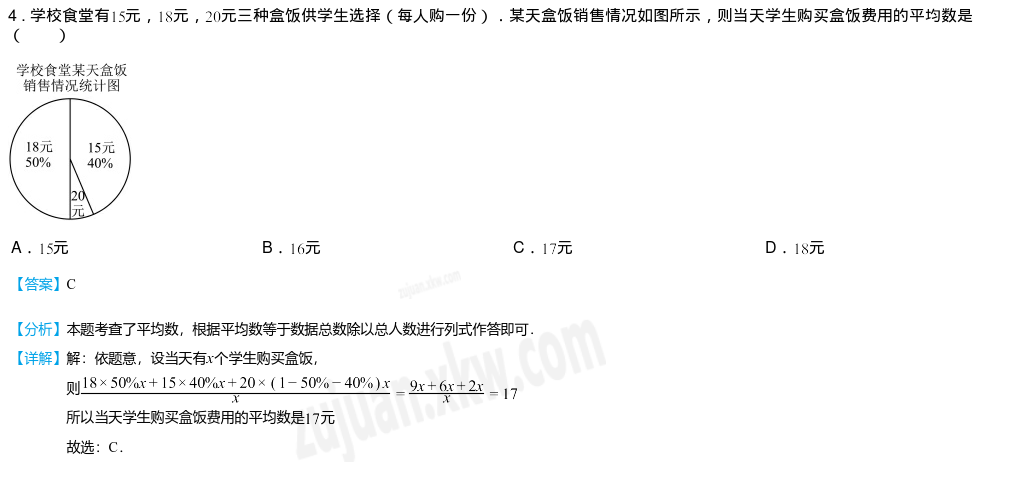 4．学校食堂有15元，18元，20元三种盒饭供学生选择（每人购一份）．某天盒饭销售情况如图所示，则当天学生购买盒饭费用的平均数是
（　　）
学校食堂某天盒饭
销售情况统计图
18元
50%
15元
40%
20
元
A．15元 B．16元 C．17元 D．18元
【答案】C
zujuan.xkw.com
【分析】本题考查了平均数，根据平均数等于数据总数除以总人数进行列式作答即可．
【详解】解：依题意，设当天有x个学生购买盒饭，
则 18×50%x+15×40%x+20×(1−50%−40%)x / x = 9x+6x+2x / x = 17
所以当天学生购买盒饭费用的平均数是17元
故选：C．
zujuan.xkw.com